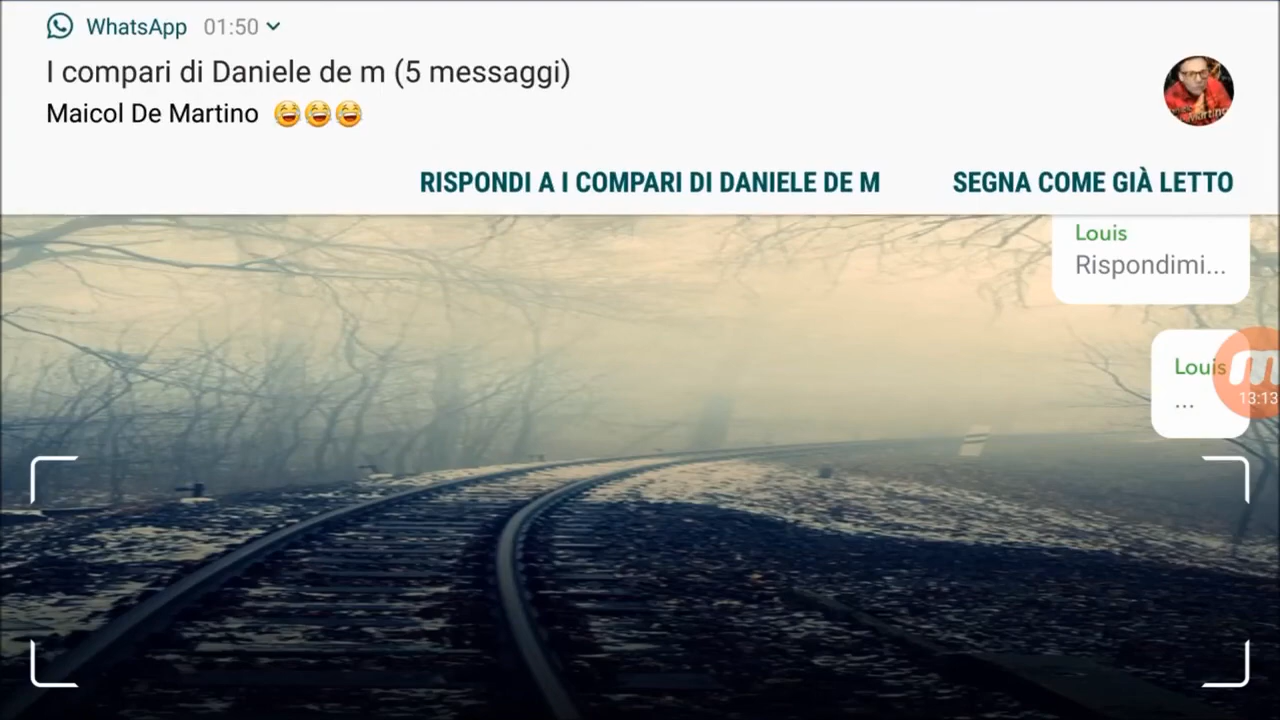 WhatsApp 01:50
I compari di Daniele de m (5 messaggi)
Maicol De Martino 😂😂😂
RISPONDI A I COMPARI DI DANIELE DE M SEGNA COME GIÀ LETTO
Louis
Rispondimi...
Louis
...
13:13